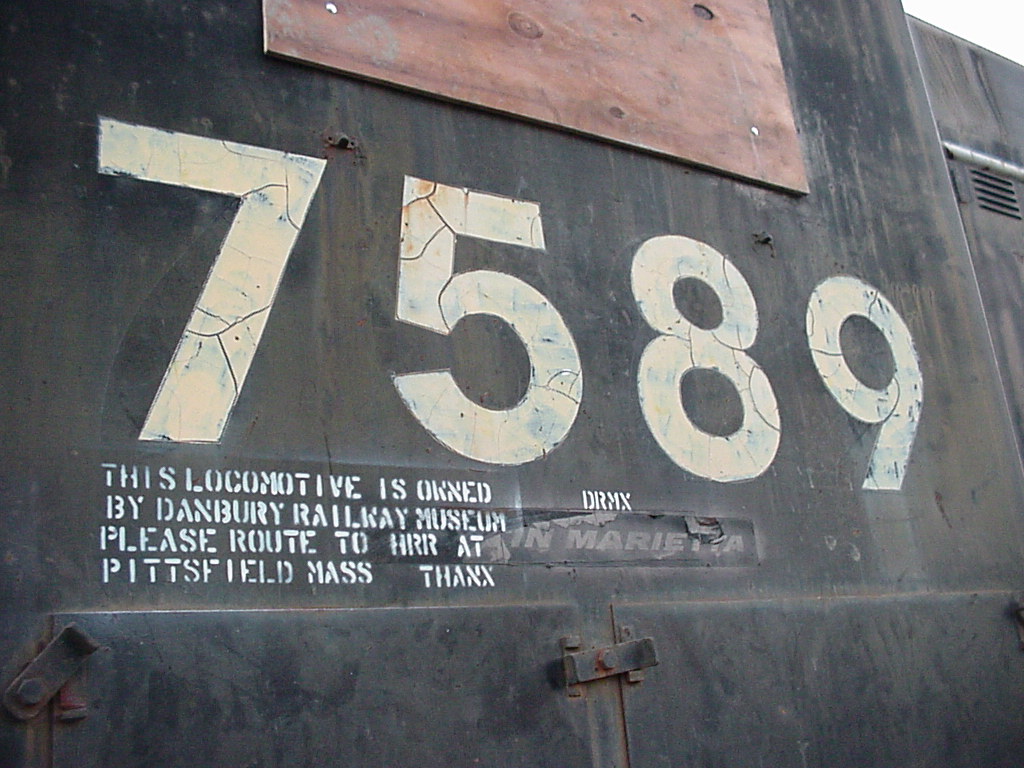 7589
THIS LOCOMOTIVE IS OWNED
BY DANBURY RAILWAY MUSEUM
PLEASE ROUTE TO HRR AT
PITTSFIELD MASS THANX
DRMX
IN MARIETTA